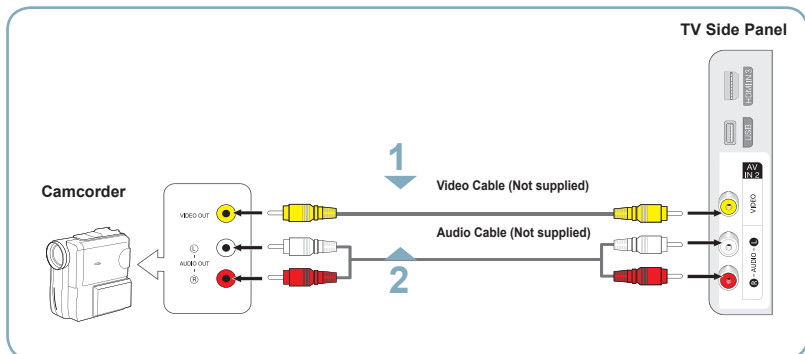 TV Side Panel
HDMI IN 3
USB
AV
IN 2
VIDEO
R - AUDIO - L
1
Video Cable (Not supplied)
Camcorder
VIDEO OUT
Audio Cable (Not supplied)
L
AUDIO OUT
R
2